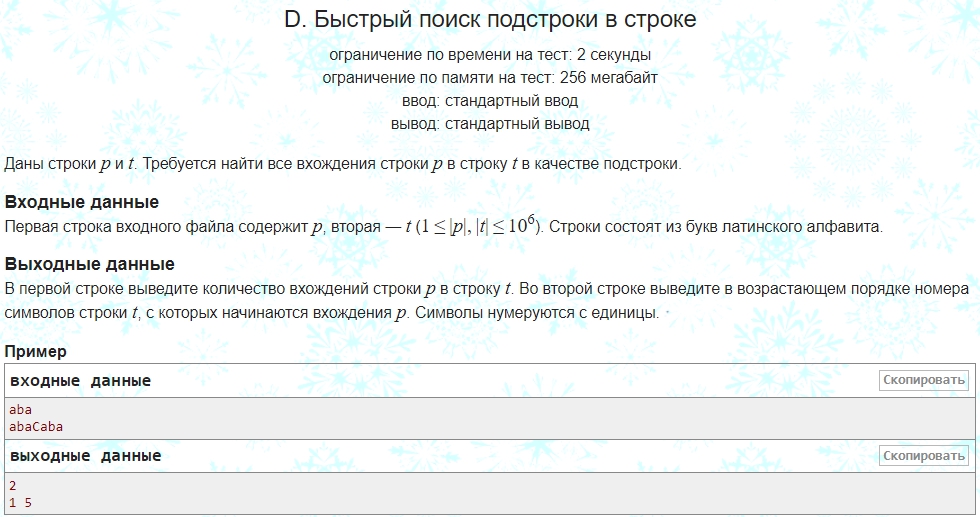 D. Быстрый поиск подстроки в строке
ограничение по времени на тест: 2 секунды
ограничение по памяти на тест: 256 мегабайт
ввод: стандартный ввод
вывод: стандартный вывод
Даны строки p и t. Требуется найти все вхождения строки p в строку t в качестве подстроки.
Входные данные
Первая строка входного файла содержит p, вторая — t (1 ≤ |p|, |t| ≤ 10⁶). Строки состоят из букв латинского алфавита.
Выходные данные
В первой строке выведите количество вхождений строки p в строку t. Во второй строке выведите в возрастающем порядке номера
символов строки t, с которых начинаются вхождения p. Символы нумеруются с единицы.
Пример
входные данные
Скопировать
aba
abaCaba
выходные данные
Скопировать
2
1 5